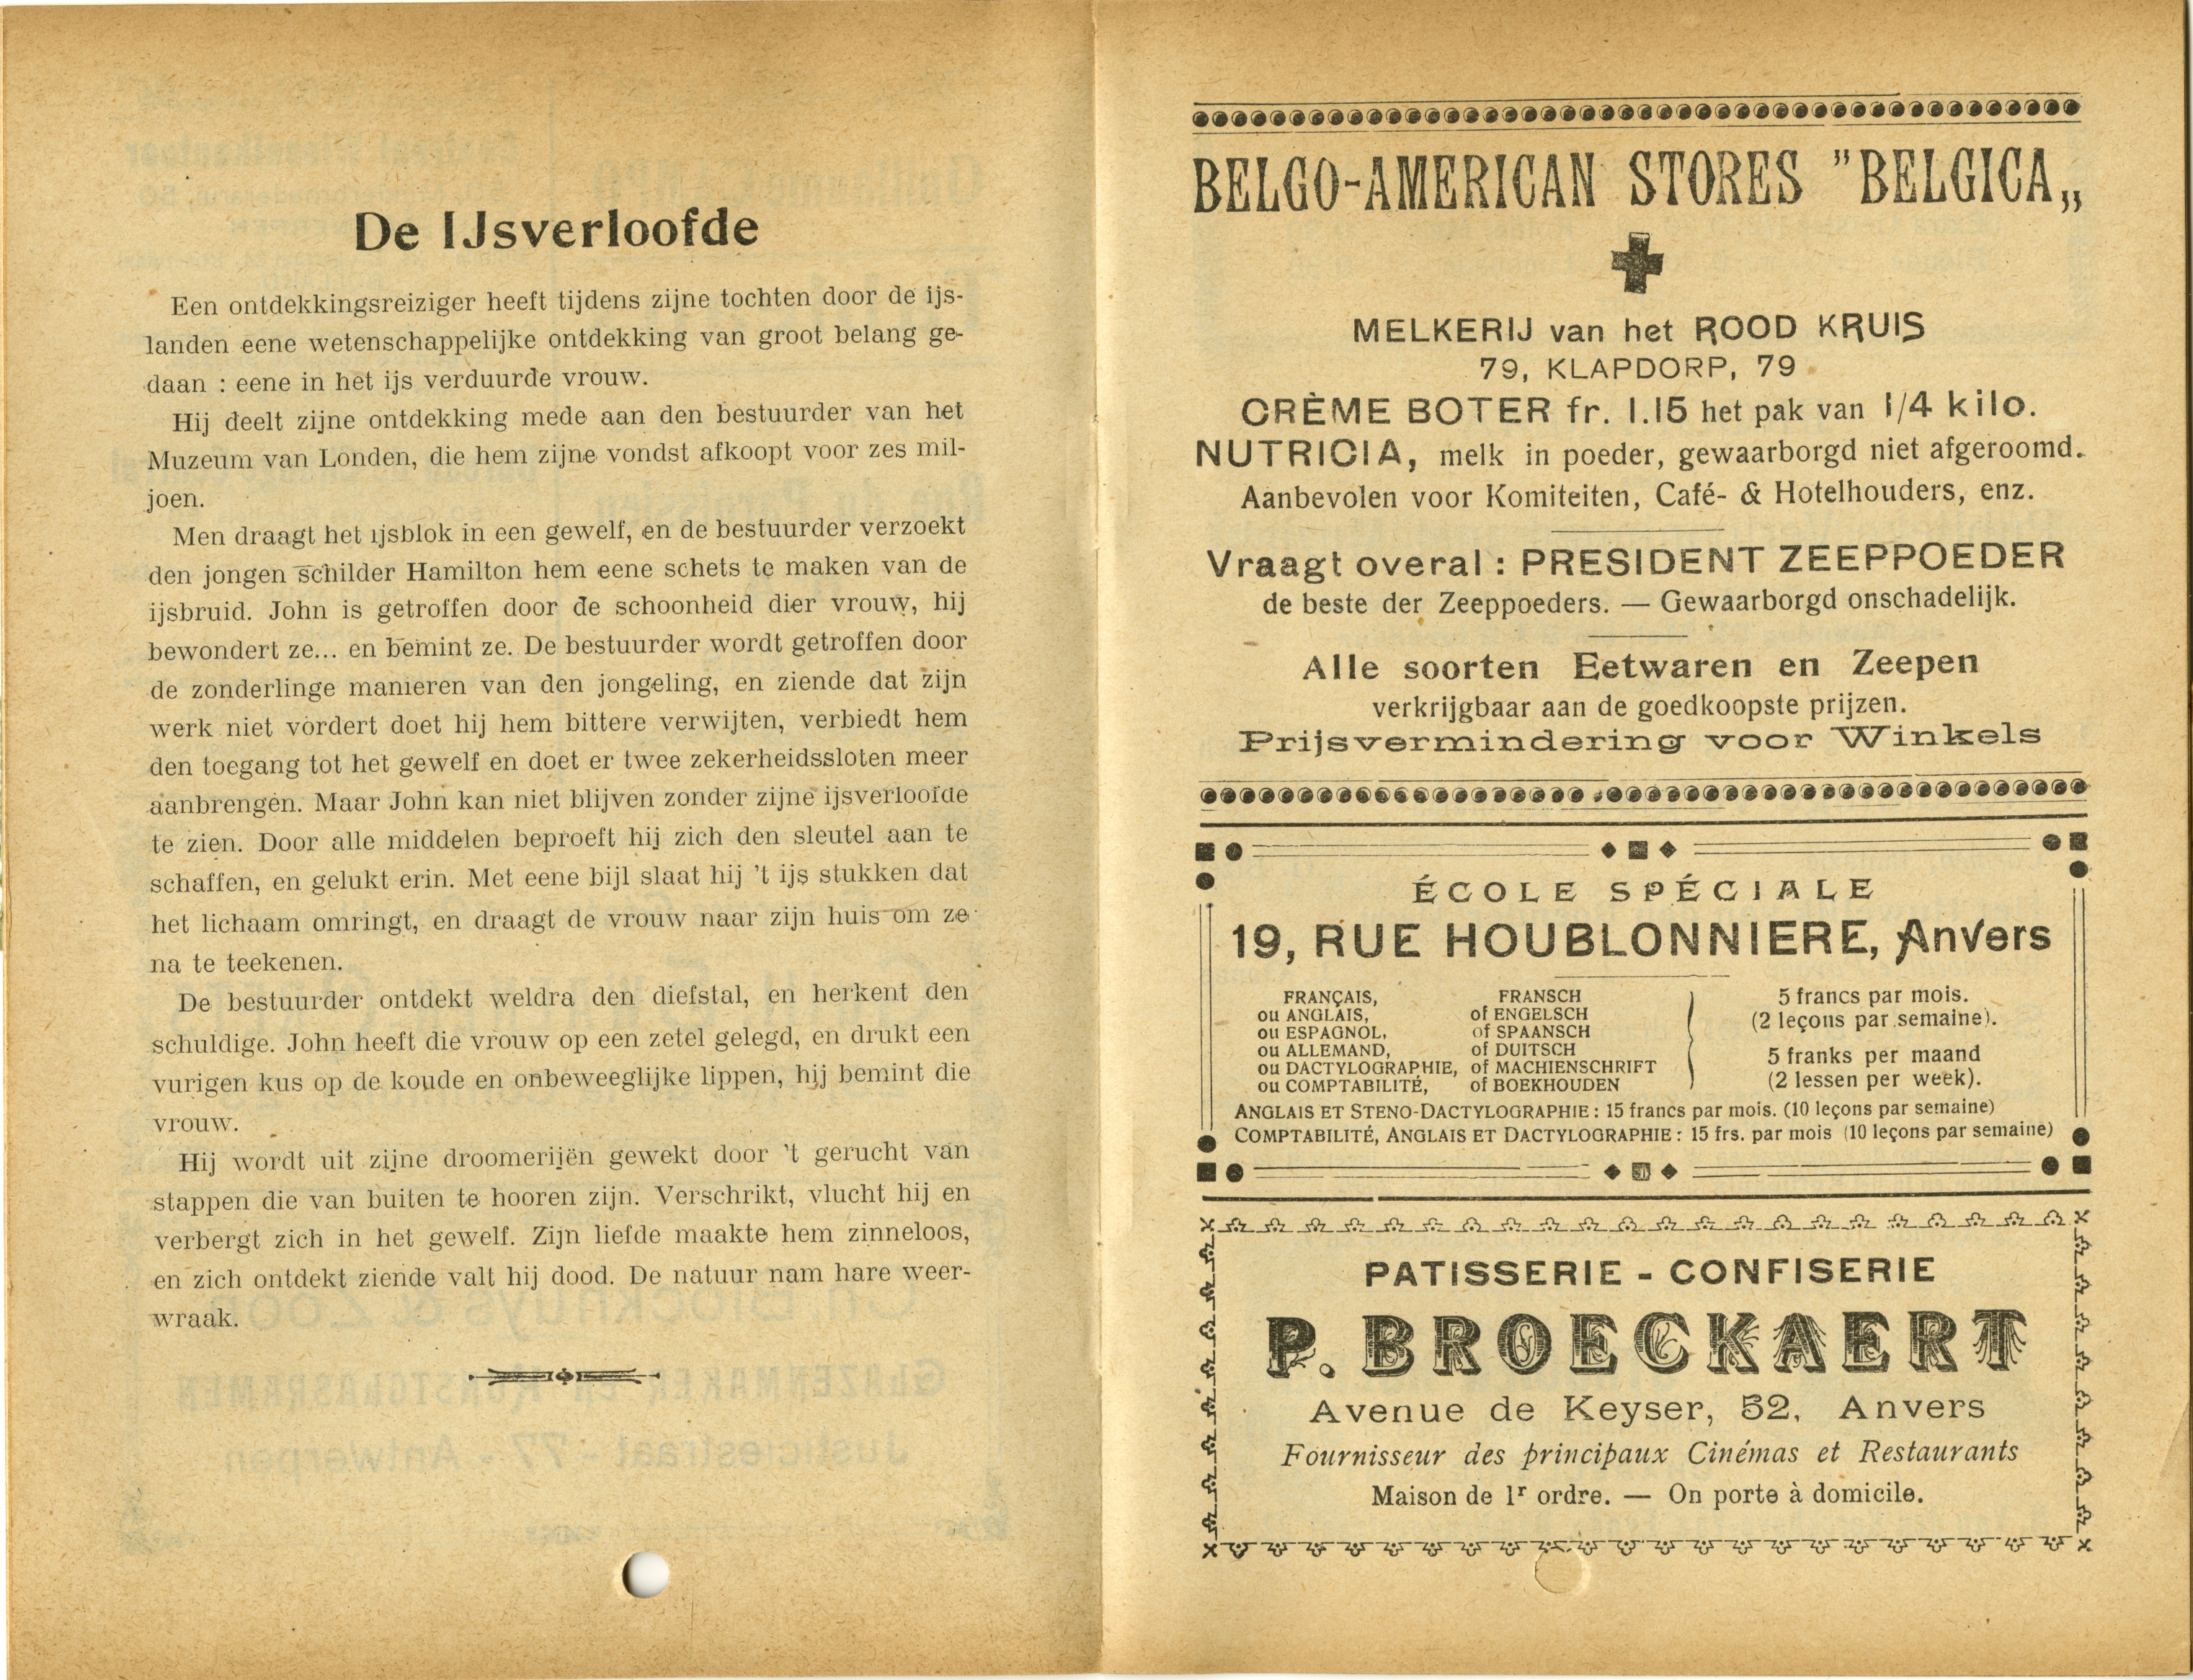 De IJsverloofde
Een ontdekkingsreiziger heeft tijdens zijne tochten door de ijs-
landen eene wetenschappelijke ontdekking van groot belang ge-
daan : eene in het ijs verduurde vrouw.
Hij deelt zijne ontdekking mede aan den bestuurder van het
Muzeum van Londen, die hem zijne vondst afkoopt voor zes mil-
joen.
Men draagt het ijsblok in een gewelf, en de bestuurder verzoekt
den jongen schilder Hamilton hem eene schets te maken van de
ijsbruid. John is getroffen door de schoonheid dier vrouw, hij
bewondert ze... en bemint ze. De bestuurder wordt getroffen door
de zonderlinge manieren van den jongeling, en ziende dat zijn
werk niet vordert doet hij hem bittere verwijten, verbiedt hem
den toegang tot het gewelf en doet er twee zekerheidssloten meer
aanbrengen. Maar John kan niet blijven zonder zijne ijsverloofde
te zien. Door alle middelen beproeft hij zich den sleutel aan te
schaffen, en gelukt erin. Met eene bijl slaat hij 't ijs stukken dat
het lichaam omringt, en draagt de vrouw naar zijn huis om ze
na te teekenen.
De bestuurder ontdekt weldra den diefstal, en herkent den
schuldige. John heeft die vrouw op een zetel gelegd, en drukt een
vurigen kus op de koude en onbeweeglijke lippen, hij bemint die
vrouw.
Hij wordt uit zijne droomerijën gewekt door 't gerucht van
stappen die van buiten te hooren zijn. Verschrikt, vlucht hij en
verbergt zich in het gewelf. Zijn liefde maakte hem zinneloos,
en zich ontdekt ziende valt hij dood. De natuur nam hare weer-
wraak.
BELGO-AMERICAN STORES "BELGICA„
MELKERIJ van het ROOD KRUIS
79, KLAPDORP, 79
CRÈME BOTER fr. 1.15 het pak van 1/4 kilo.
NUTRICIA, melk in poeder, gewaarborgd niet afgeroomd.
Aanbevolen voor Komiteiten, Café- & Hotelhouders, enz.
Vraagt overal : PRESIDENT ZEEPPOEDER
de beste der Zeeppoeders. — Gewaarborgd onschadelijk.
Alle soorten Eetwaren en Zeepen
verkrijgbaar aan de goedkoopste prijzen.
Prijsvermindering voor Winkels
ÉCOLE SPÉCIALE
19, RUE HOUBLONNIERE, Anvers
FRANÇAIS, FRANSCH
ou ANGLAIS, of ENGELSCH
ou ESPAGNOL, of SPAANSCH
ou ALLEMAND, of DUITSCH
ou DACTYLOGRAPHIE, of MACHIENSCHRIFT
ou COMPTABILITÉ, of BOEKHOUDEN
5 francs par mois.
(2 leçons par semaine).
5 franks per maand
(2 lessen per week).
ANGLAIS ET STENO-DACTYLOGRAPHIE : 15 francs par mois. (10 leçons par semaine)
COMPTABILITÉ, ANGLAIS ET DACTYLOGRAPHIE : 15 frs. par mois (10 leçons par semaine)
PATISSERIE - CONFISERIE
P. BROECKAERT
Avenue de Keyser, 52, Anvers
Fournisseur des principaux Cinémas et Restaurants
Maison de 1r ordre. — On porte à domicile.